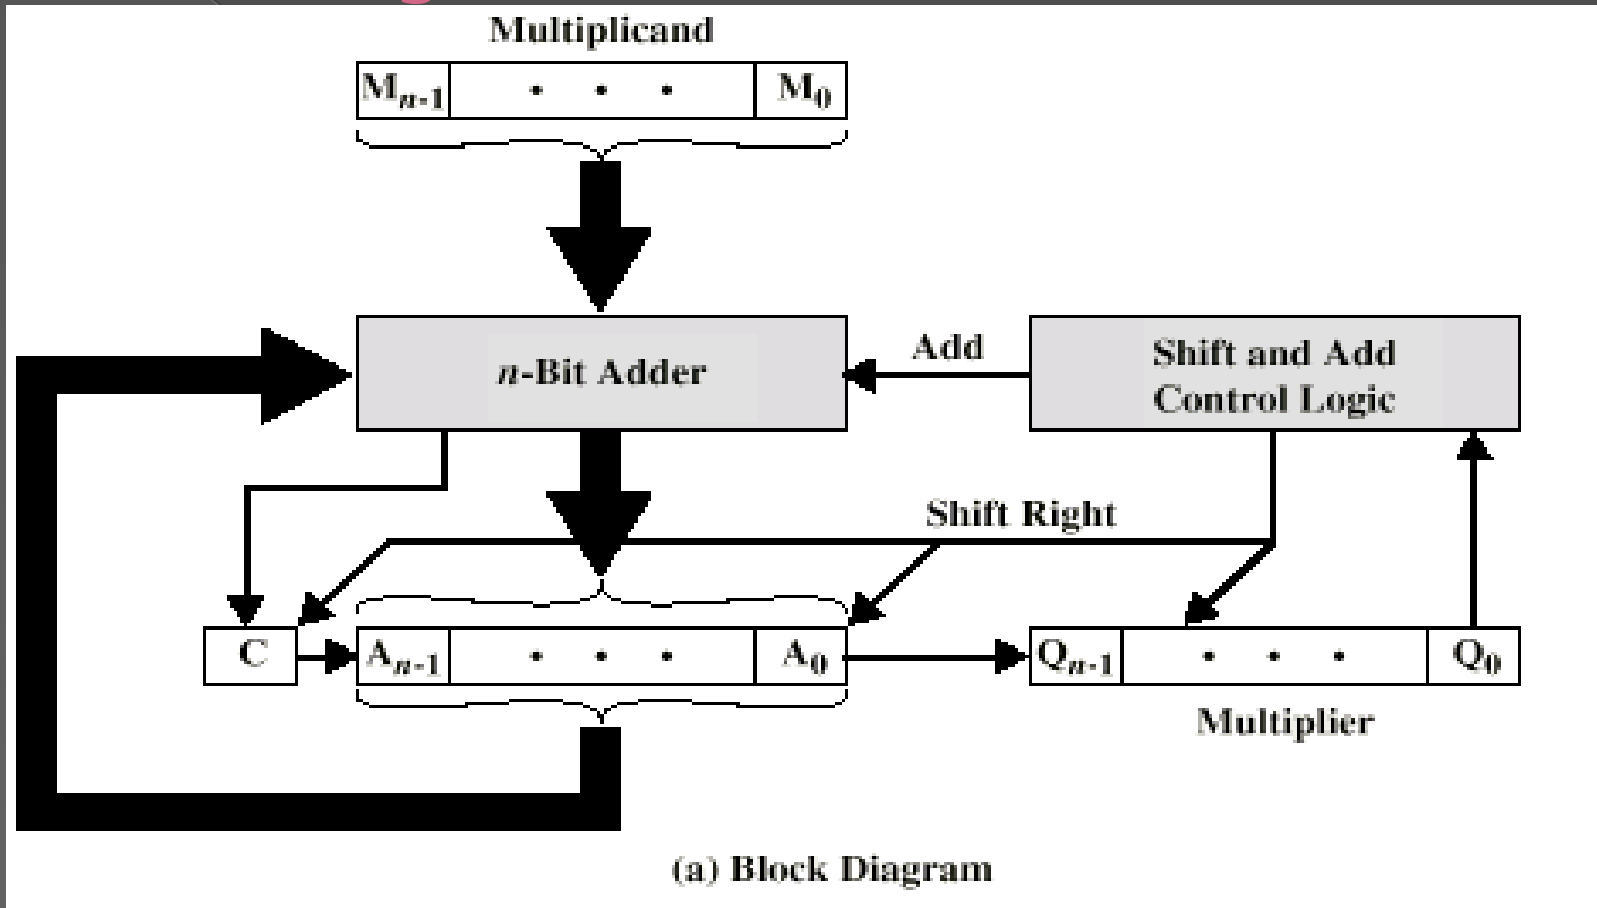 Multiplicand
Mn-1 • • • M0
n-Bit Adder
Add
Shift and Add
Control Logic
Shift Right
C
An-1 • • • A0
Qn-1 • • • Q0
Multiplier
(a) Block Diagram